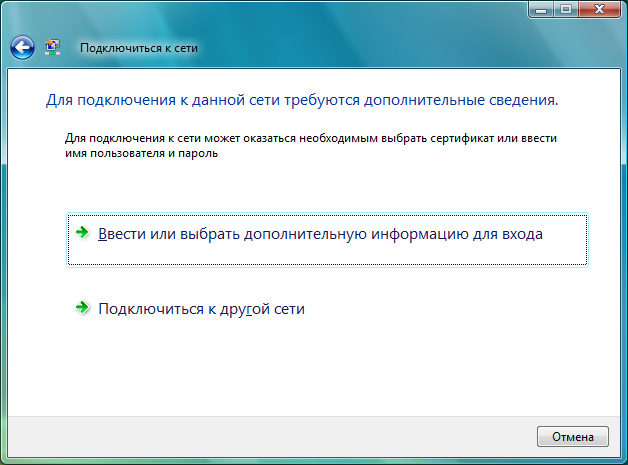 Подключиться к сети
Для подключения к данной сети требуются дополнительные сведения.
Для подключения к сети может оказаться необходимым выбрать сертификат или ввести
имя пользователя и пароль
Ввести или выбрать дополнительную информацию для входа
Подключиться к другой сети
Отмена